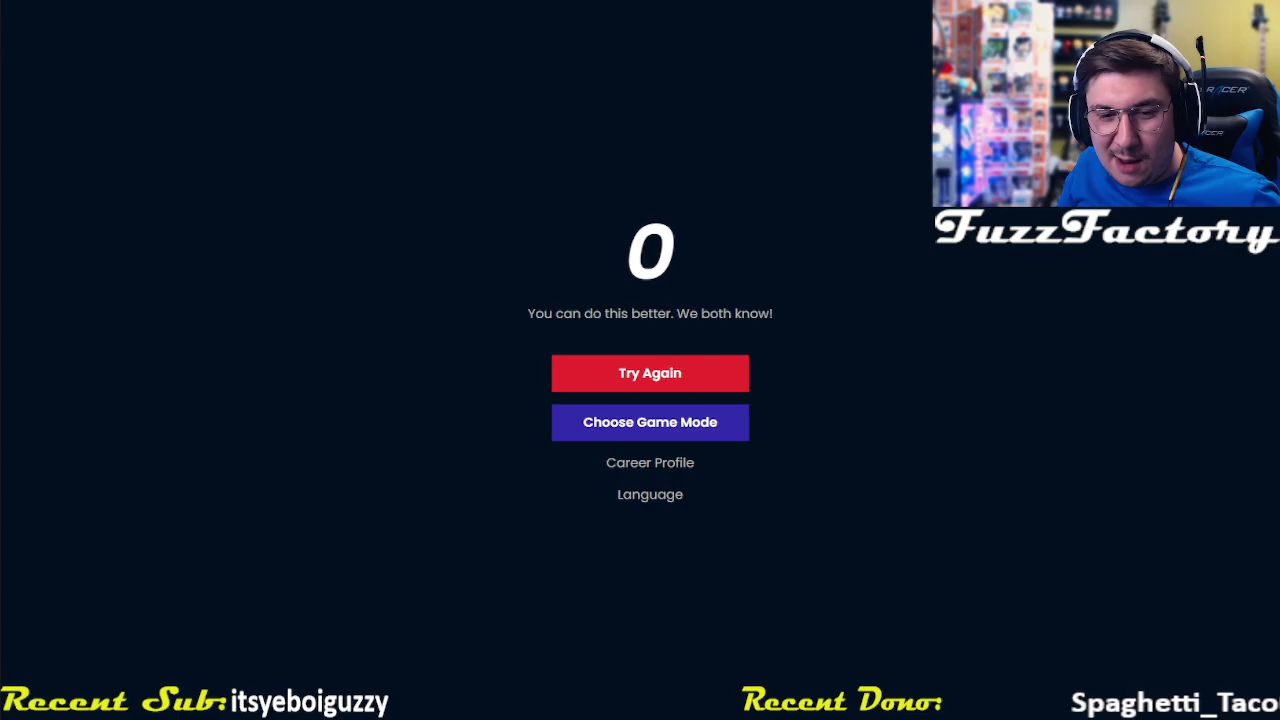 RACER
FuzzFactory
0
You can do this better. We both know!
Try Again
Choose Game Mode
Career Profile
Language
Recent Sub: itsyeboiguzzy
Recent Dono: Spaghetti_Taco